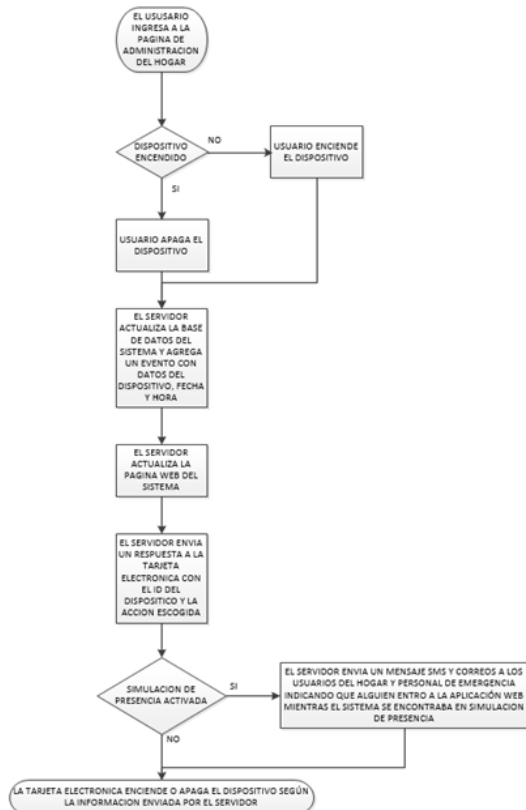 EL USUSARIO
INGRESA A LA
PAGINA DE
ADMINISTRACION
DEL HOGAR
DISPOSITIVO
ENCENDIDO
NO
USUARIO ENCIENDE
EL DISPOSITIVO
SI
USUARIO APAGA EL
DISPOSITIVO
EL SERVIDOR
ACTUALIZA LA BASE
DE DATOS DEL
SISTEMA Y AGREGA
UN EVENTO CON
DATOS DEL
DISPOSITIVO, FECHA
Y HORA
EL SERVIDOR
ACTUALIZA LA
PAGINA WEB DEL
SISTEMA
EL SERVIDOR ENVIA
UN RESPUESTA A LA
TARJETA
ELECTRONICA CON
EL ID DEL
DISPOSITICO Y LA
ACCION ESCOGIDA
SIMULACION DE
PRESENCIA ACTIVADA
SI
EL SERVIDOR ENVIA UN MENSAJE SMS Y CORREOS A LOS
USUARIOS DEL HOGAR Y PERSONAL DE EMERGENCIA
INDICANDO QUE ALGUIEN ENTRO A LA APLICACIÓN WEB
MIENTRAS EL SISTEMA SE ENCONTRABA EN SIMULACION
DE PRESENCIA
NO
LA TARJETA ELECTRONICA ENCIENDE O APAGA EL DISPOSITIVO SEGÚN
LA INFORMACION ENVIADA POR EL SERVIDOR